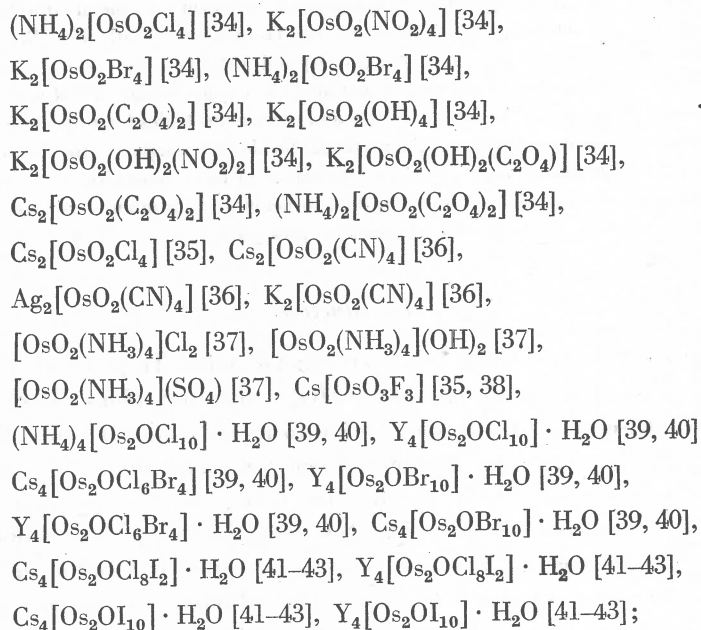 (NH₄)₂[OsO₂Cl₄] [34], K₂[OsO₂(NO₂)₄] [34],
K₂[OsO₂Br₄] [34], (NH₄)₂[OsO₂Br₄] [34],
K₂[OsO₂(C₂O₄)₂] [34], K₂[OsO₂(OH)₄] [34],
K₂[OsO₂(OH)₂(NO₂)₂] [34], K₂[OsO₂(OH)₂(C₂O₄)] [34],
Cs₂[OsO₂(C₂O₄)₂] [34], (NH₄)₂[OsO₂(C₂O₄)₂] [34],
Cs₂[OsO₂Cl₄] [35], Cs₂[OsO₂(CN)₄] [36],
Ag₂[OsO₂(CN)₄] [36], K₂[OsO₂(CN)₄] [36],
[OsO₂(NH₃)₄]Cl₂ [37], [OsO₂(NH₃)₄](OH)₂ [37],
[OsO₂(NH₃)₄](SO₄) [37], Cs[OsO₃F₃] [35, 38],
(NH₄)₄[Os₂OCl₁₀] · H₂O [39, 40], Y₄[Os₂OCl₁₀] · H₂O [39, 40]
Cs₄[Os₂OCl₆Br₄] [39, 40], Y₄[Os₂OBr₁₀] · H₂O [39, 40],
Y₄[Os₂OCl₆Br₄] · H₂O [39, 40], Cs₄[Os₂OBr₁₀] · H₂O [39, 40],
Cs₄[Os₂OCl₈I₂] · H₂O [41–43], Y₄[Os₂OCl₈I₂] · H₂O [41–43],
Cs₄[Os₂OI₁₀] · H₂O [41–43], Y₄[Os₂OI₁₀] · H₂O [41–43];